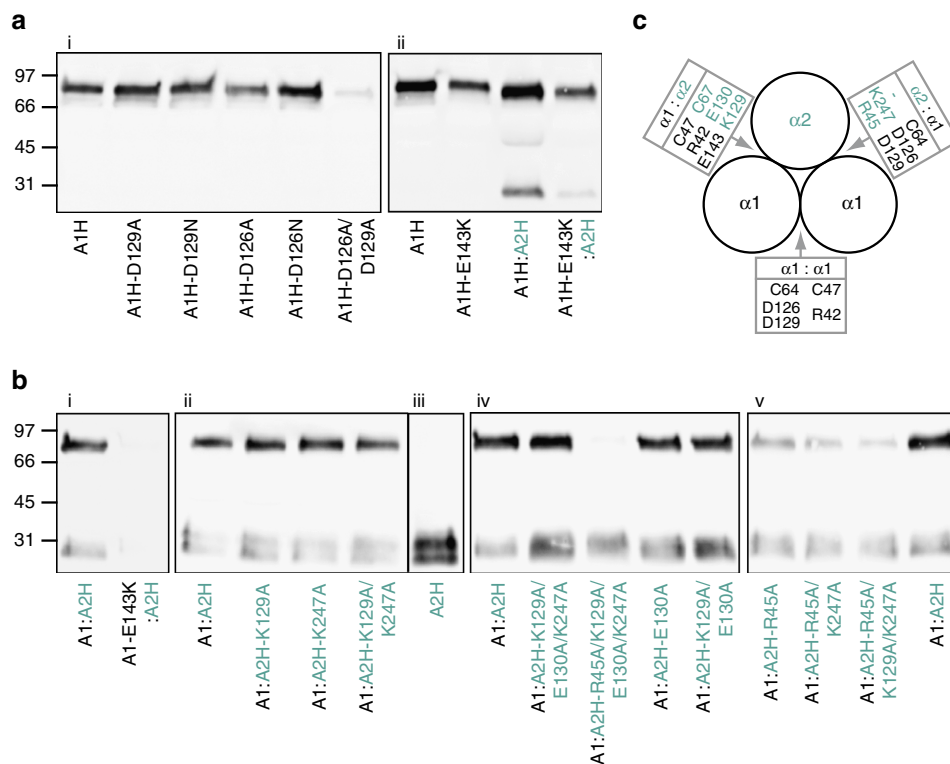 a
i
ii
97
66
45
31
A1H
A1H-D129A
A1H-D129N
A1H-D126A
A1H-D126N
A1H-D126A/
D129A
A1H
A1H-E143K
A1H:A2H
A1H-E143K
:A2H
c
α1 : α2
C47 C67
R42 E130
E143 K129
α2
α2 : α1
- C64
K247 D126
R45 D129
α1
α1
α1 : α1
C64 C47
D126
D129
R42
b
i
ii
iii
iv
v
97
66
45
31
A1:A2H
A1-E143K
:A2H
A1:A2H
A1:A2H-K129A
A1:A2H-K247A
A1:A2H-K129A/
K247A
A2H
A1:A2H
A1:A2H-K129A/
E130A/K247A
A1:A2H-R45A/K129A/
E130A/K247A
A1:A2H-E130A
A1:A2H-K129A/
E130A
A1:A2H-R45A
A1:A2H-R45A/
K247A
A1:A2H-R45A/
K129A/K247A
A1:A2H